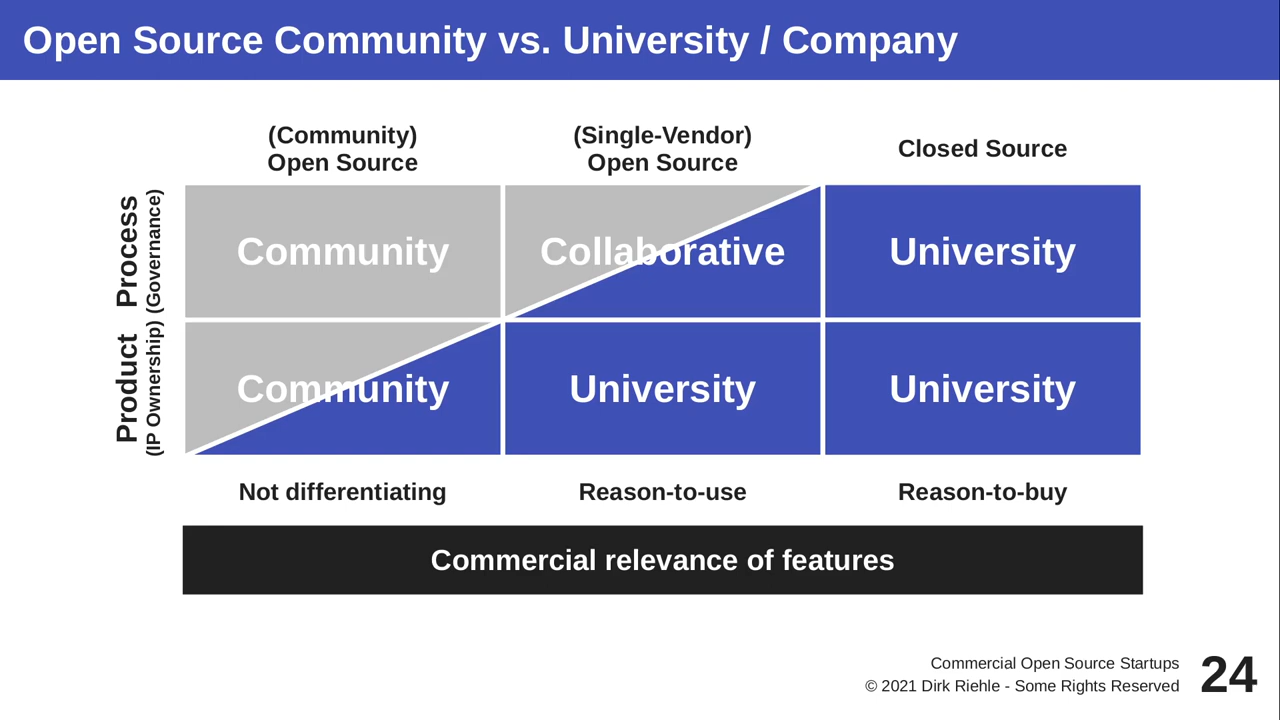 Open Source Community vs. University / Company
(Community)
Open Source
(Single-Vendor)
Open Source
Closed Source
Process
(Governance)
Community
Collaborative
University
Product
(IP Ownership)
Community
University
University
Not differentiating
Reason-to-use
Reason-to-buy
Commercial relevance of features
Commercial Open Source Startups
© 2021 Dirk Riehle - Some Rights Reserved
24